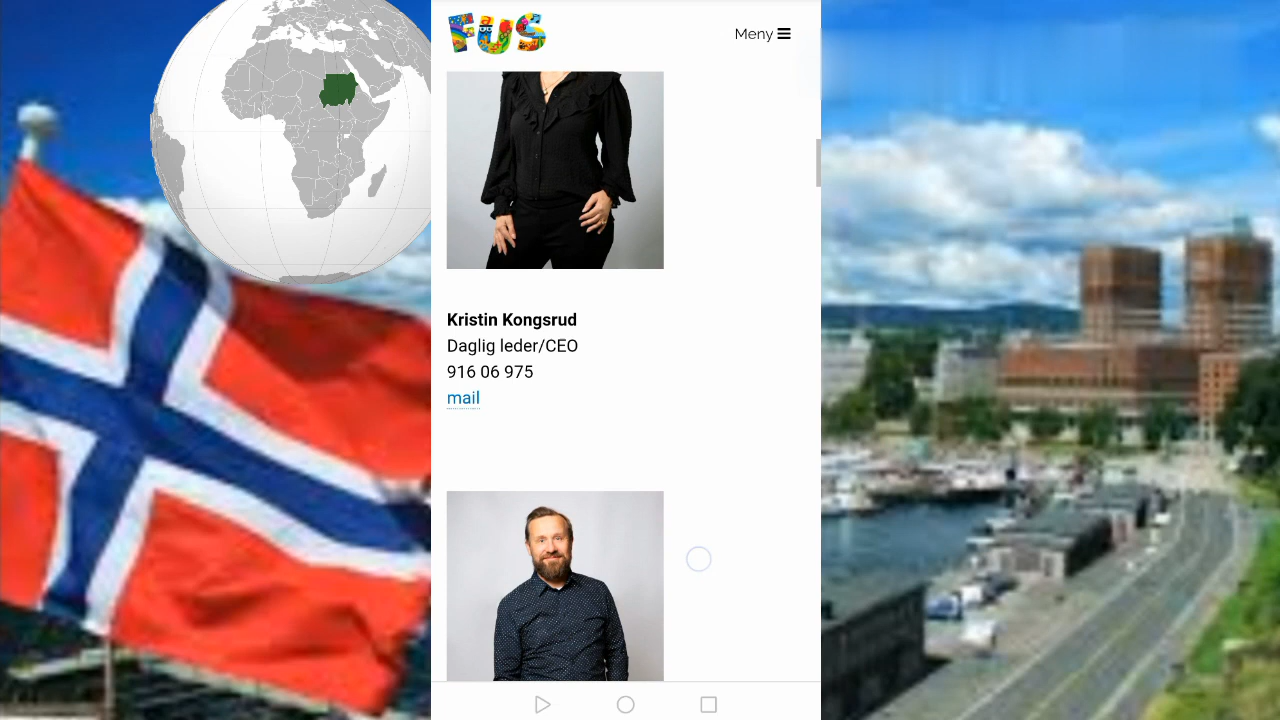 FUS
Meny
Kristin Kongsrud
Daglig leder/CEO
916 06 975
mail